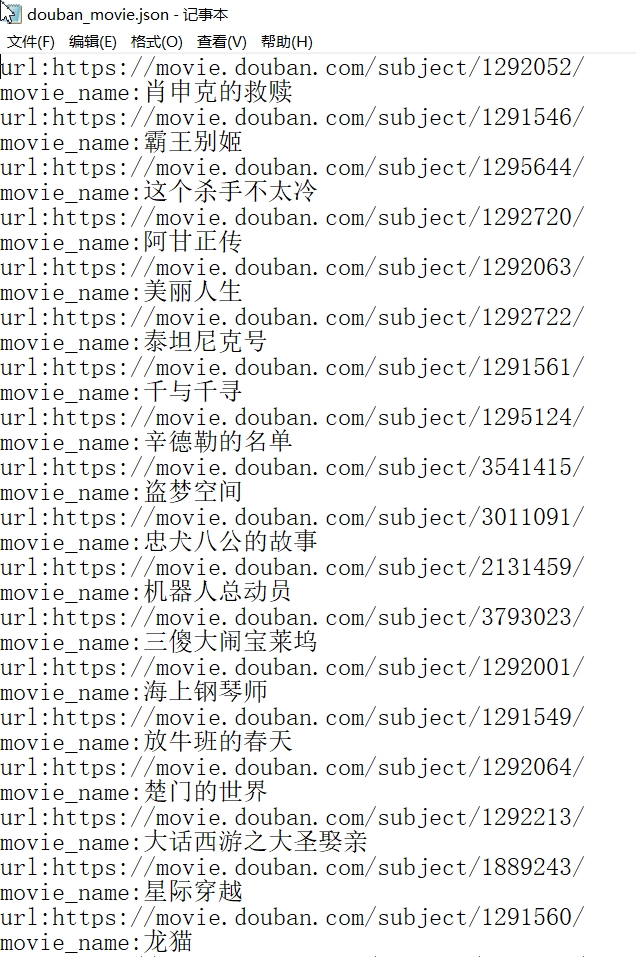 douban_movie.json - 记事本
文件(F) 编辑(E) 格式(O) 查看(V) 帮助(H)
url:https://movie.douban.com/subject/1292052/
movie_name:肖申克的救赎
url:https://movie.douban.com/subject/1291546/
movie_name:霸王别姬
url:https://movie.douban.com/subject/1295644/
movie_name:这个杀手不太冷
url:https://movie.douban.com/subject/1292720/
movie_name:阿甘正传
url:https://movie.douban.com/subject/1292063/
movie_name:美丽人生
url:https://movie.douban.com/subject/1292722/
movie_name:泰坦尼克号
url:https://movie.douban.com/subject/1291561/
movie_name:千与千寻
url:https://movie.douban.com/subject/1295124/
movie_name:辛德勒的名单
url:https://movie.douban.com/subject/3541415/
movie_name:盗梦空间
url:https://movie.douban.com/subject/3011091/
movie_name:忠犬八公的故事
url:https://movie.douban.com/subject/2131459/
movie_name:机器人总动员
url:https://movie.douban.com/subject/3793023/
movie_name:三傻大闹宝莱坞
url:https://movie.douban.com/subject/1292001/
movie_name:海上钢琴师
url:https://movie.douban.com/subject/1291549/
movie_name:放牛班的春天
url:https://movie.douban.com/subject/1292064/
movie_name:楚门的世界
url:https://movie.douban.com/subject/1292213/
movie_name:大话西游之大圣娶亲
url:https://movie.douban.com/subject/1889243/
movie_name:星际穿越
url:https://movie.douban.com/subject/1291560/
movie_name:龙猫